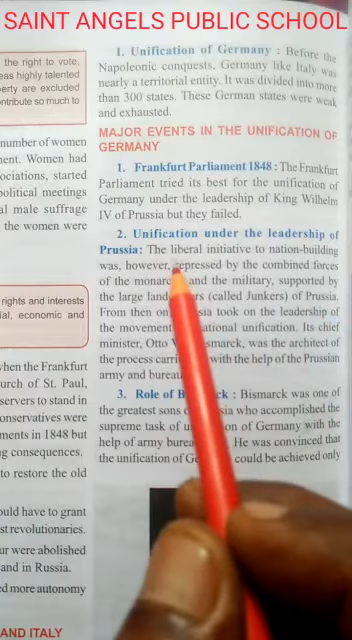 SAINT ANGELS PUBLIC SCHOOL
the right to vote.
eas highly talented
erty are excluded
ntribute so much to
number of women
ment. Women had
ociations, started
political meetings
al male suffrage
the women were
rights and interests
ial, economic and
when the Frankfurt
urch of St. Paul,
servers to stand in
onservatives were
ments in 1848 but
ng consequences.
to restore the old
ould have to grant
st revolutionaries.
ur were abolished
and in Russia.
ed more autonomy
AND ITALY
1. Unification of Germany : Before the
Napoleonic conquests, Germany like Italy was
nearly a territorial entity. It was divided into more
than 300 states. These German states were weak
and exhausted.
MAJOR EVENTS IN THE UNIFICATION OF
GERMANY
1. Frankfurt Parliament 1848 : The Frankfurt
Parliament tried its best for the unification of
Germany under the leadership of King Wilhelm
IV of Prussia but they failed.
2. Unification under the leadership of
Prussia: The liberal initiative to nation-building
was, however, repressed by the combined forces
of the monarc and the military, supported by
the large land rs (called Junkers) of Prussia.
From then on sia took on the leadership of
the movement ational unification. Its chief
minister, Otto V smarck, was the architect of
the process carri with the help of the Prussian
army and bureau
3. Role of B ck : Bismarck was one of
the greatest sons sia who accomplished the
supreme task of u on of Germany with the
help of army burea He was convinced that
the unification of Ge could be achieved only